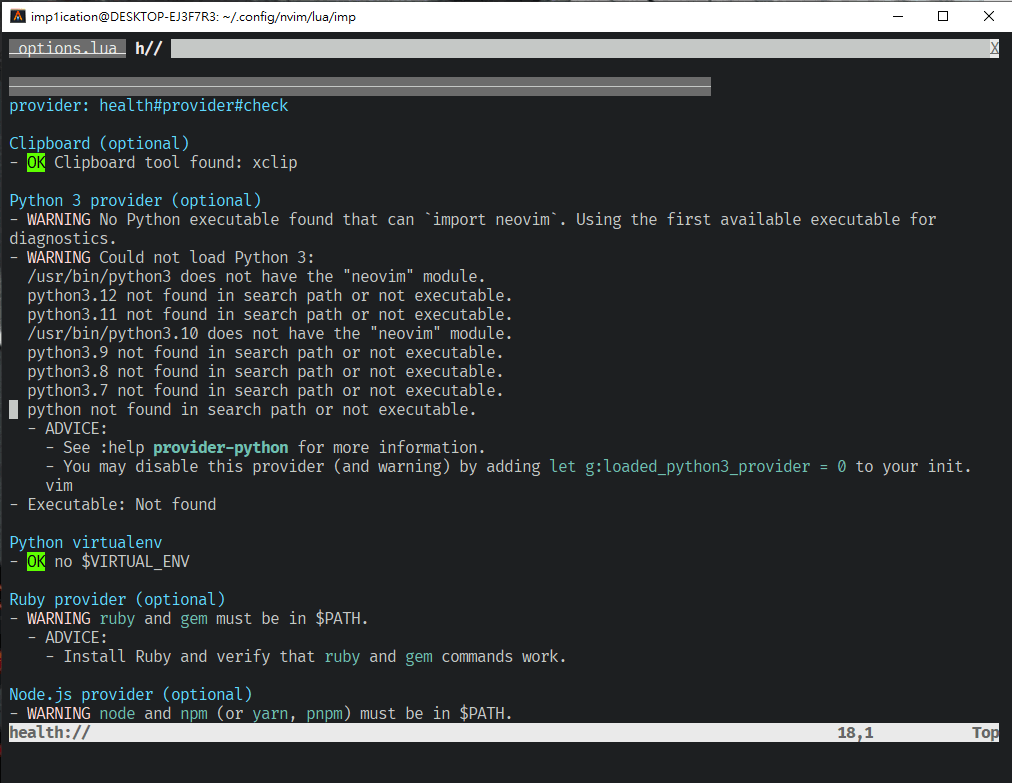 imp1ication@DESKTOP-EJ3F7R3: ~/.config/nvim/lua/imp
options.lua h// X
provider: health#provider#check
Clipboard (optional)
- OK Clipboard tool found: xclip
Python 3 provider (optional)
- WARNING No Python executable found that can `import neovim`. Using the first available executable for
diagnostics.
- WARNING Could not load Python 3:
/usr/bin/python3 does not have the "neovim" module.
python3.12 not found in search path or not executable.
python3.11 not found in search path or not executable.
/usr/bin/python3.10 does not have the "neovim" module.
python3.9 not found in search path or not executable.
python3.8 not found in search path or not executable.
python3.7 not found in search path or not executable.
python not found in search path or not executable.
- ADVICE:
- See :help provider-python for more information.
- You may disable this provider (and warning) by adding let g:loaded_python3_provider = 0 to your init.
vim
- Executable: Not found
Python virtualenv
- OK no $VIRTUAL_ENV
Ruby provider (optional)
- WARNING ruby and gem must be in $PATH.
- ADVICE:
- Install Ruby and verify that ruby and gem commands work.
Node.js provider (optional)
- WARNING node and npm (or yarn, pnpm) must be in $PATH.
health:// 18,1 Top